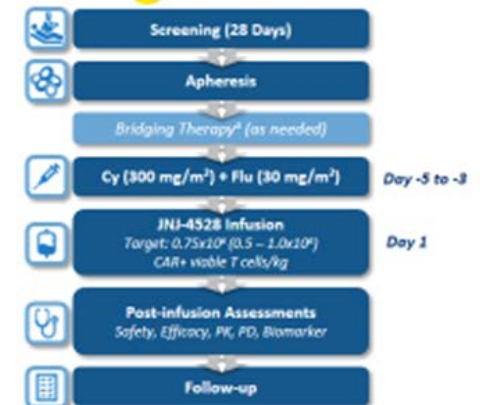 Screening (28 Days)
Apheresis
Bridging Therapyª (as needed)
Cy (300 mg/m²) + Flu (30 mg/m²)
Day -5 to -3
JNJ-4528 Infusion
Target: 0.75x10⁶ (0.5 – 1.0x10⁶)
CAR+ viable T cells/kg
Day 1
Post-infusion Assessments
Safety, Efficacy, PK, PD, Biomarker
Follow-up